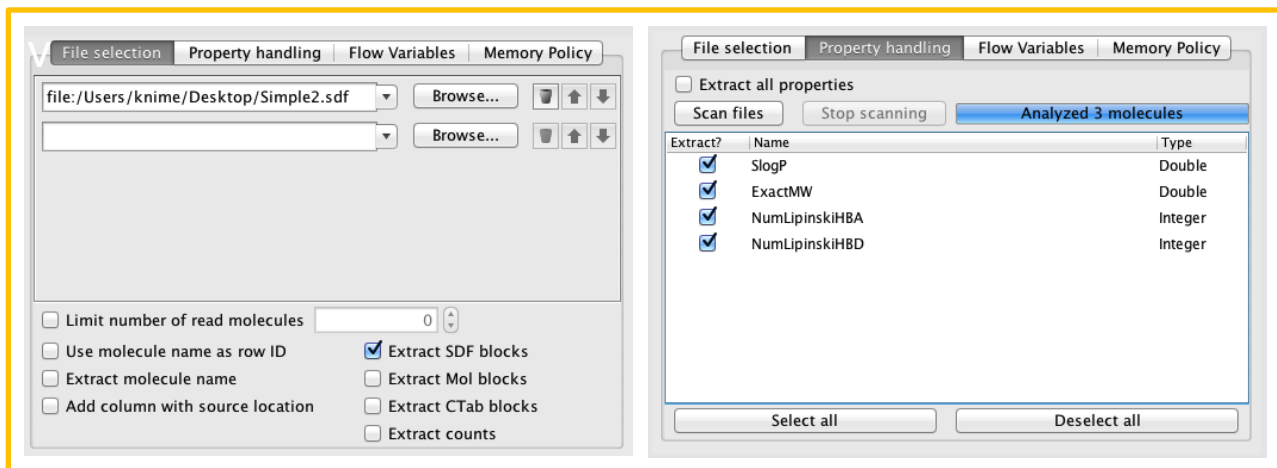 V File selection Property handling Flow Variables Memory Policy
file:/Users/knime/Desktop/Simple2.sdf Browse...
Browse...
Limit number of read molecules 0
Use molecule name as row ID Extract SDF blocks
Extract molecule name Extract Mol blocks
Add column with source location Extract CTab blocks
Extract counts
File selection Property handling Flow Variables Memory Policy
Extract all properties
Scan files Stop scanning Analyzed 3 molecules
Extract? Name Type
SlogP Double
ExactMW Double
NumLipinskiHBA Integer
NumLipinskiHBD Integer
Select all Deselect all